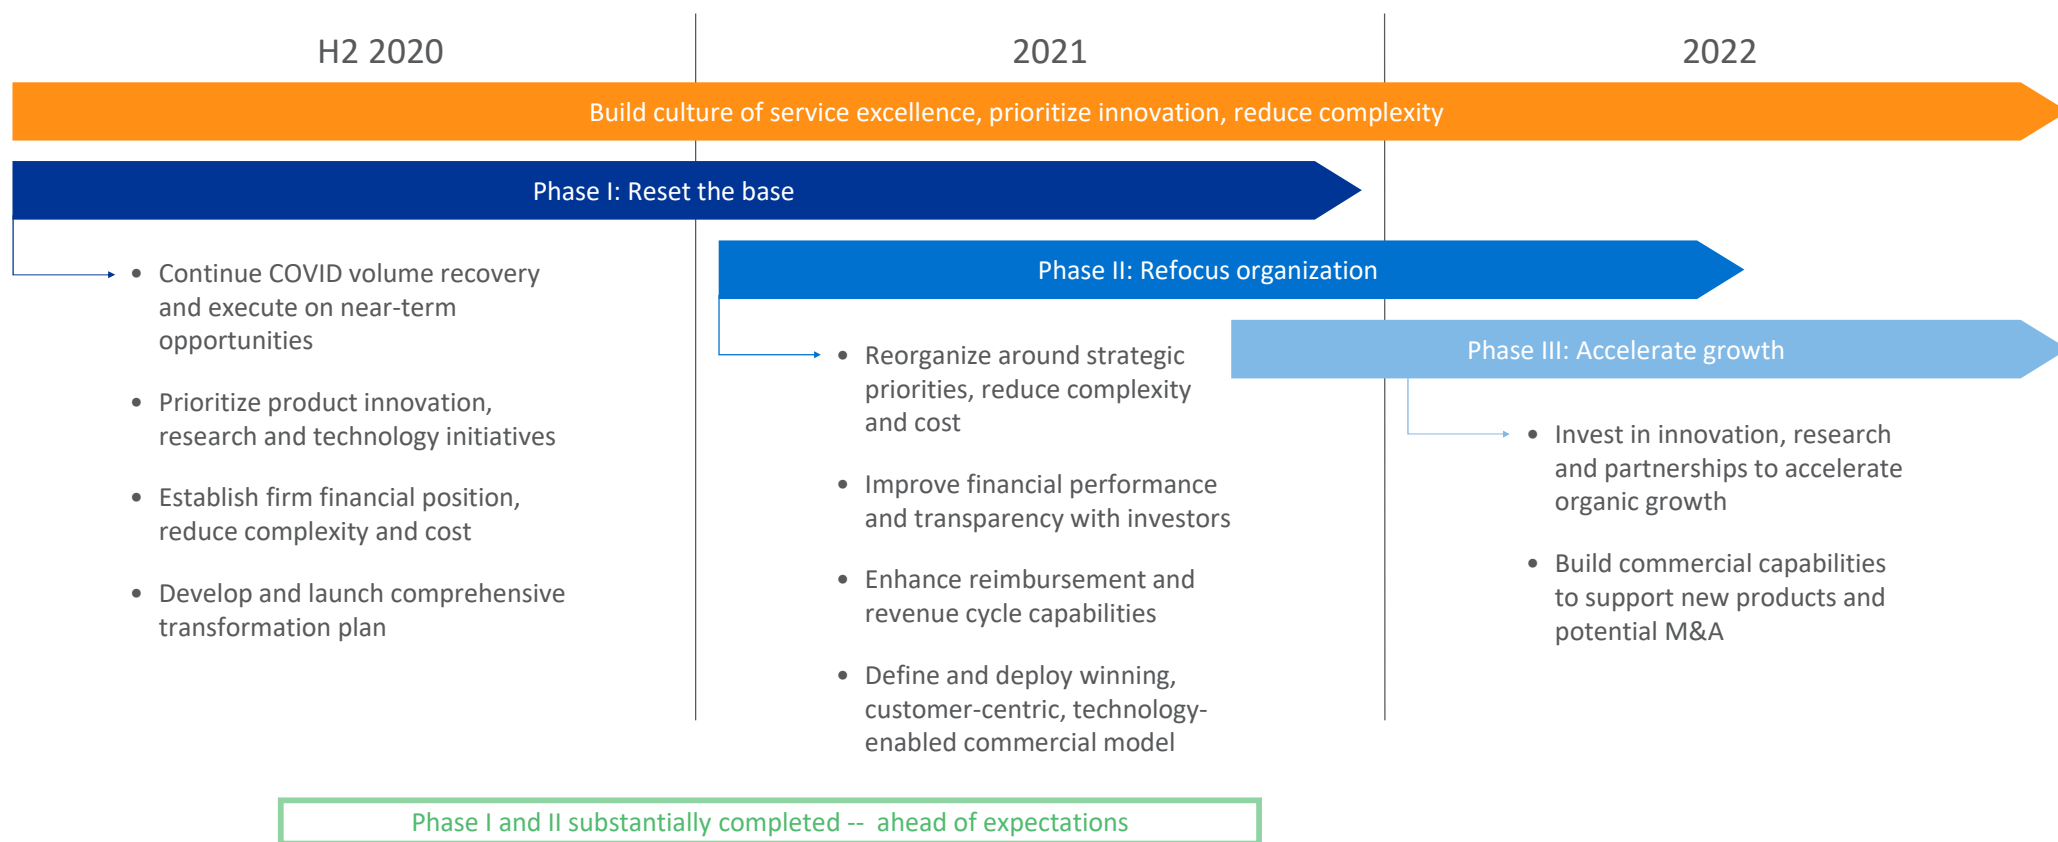 H2 2020
2021
2022
Build culture of service excellence, prioritize innovation, reduce complexity
Phase I: Reset the base
Phase II: Refocus organization
Phase III: Accelerate growth
• Continue COVID volume recovery
and execute on near-term
opportunities
• Prioritize product innovation,
research and technology initiatives
• Establish firm financial position,
reduce complexity and cost
• Develop and launch comprehensive
transformation plan
• Reorganize around strategic
priorities, reduce complexity
and cost
• Improve financial performance
and transparency with investors
• Enhance reimbursement and
revenue cycle capabilities
• Define and deploy winning,
customer-centric, technology-
enabled commercial model
• Invest in innovation, research
and partnerships to accelerate
organic growth
• Build commercial capabilities
to support new products and
potential M&A
Phase I and II substantially completed -- ahead of expectations